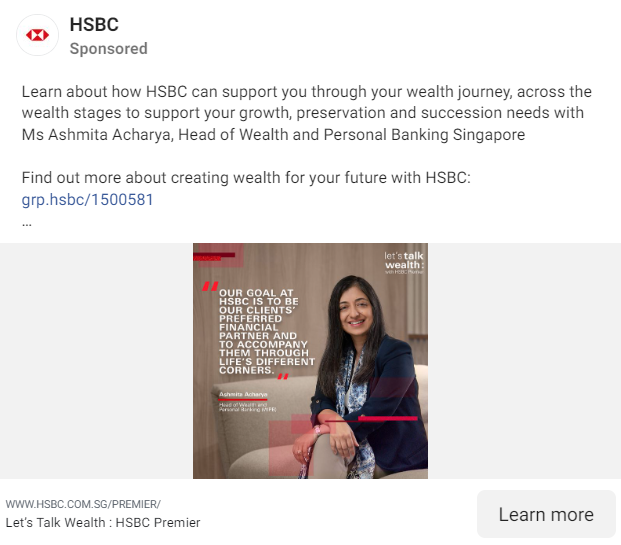 HSBC
Sponsored
Learn about how HSBC can support you through your wealth journey, across the
wealth stages to support your growth, preservation and succession needs with
Ms Ashmita Acharya, Head of Wealth and Personal Banking Singapore
Find out more about creating wealth for your future with HSBC:
grp.hsbc/1500581
...
let's talk
wealth:
with HSBC Premier
“OUR GOAL AT
HSBC IS TO BE
OUR CLIENTS'
PREFERRED
FINANCIAL
PARTNER AND
TO ACCOMPANY
THEM THROUGH
LIFE'S DIFFERENT
CORNERS.”
Ashmita Acharya
Head of Wealth and
Personal Banking
WWW.HSBC.COM.SG/PREMIER/
Let's Talk Wealth : HSBC Premier
Learn more